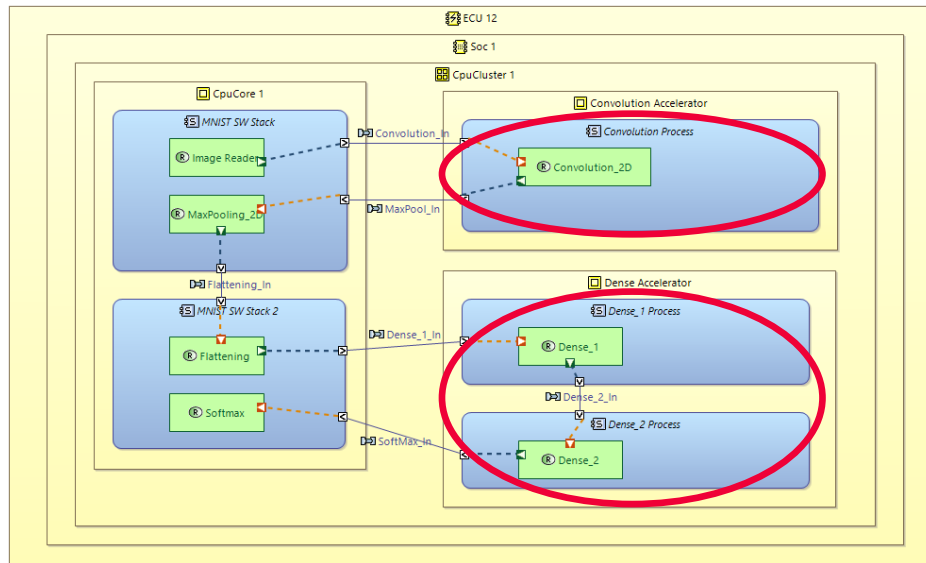 ECU 12
Soc 1
CpuCluster 1
CpuCore 1
MNIST SW Stack
Image Reader
MaxPooling_2D
Flattening_In
MNIST SW Stack 2
Flattening
Softmax
Convolution_In
MaxPool_In
Dense_1_In
SoftMax_In
Convolution Accelerator
Convolution Process
Convolution_2D
Dense Accelerator
Dense_1 Process
Dense_1
Dense_2_In
Dense_2 Process
Dense_2